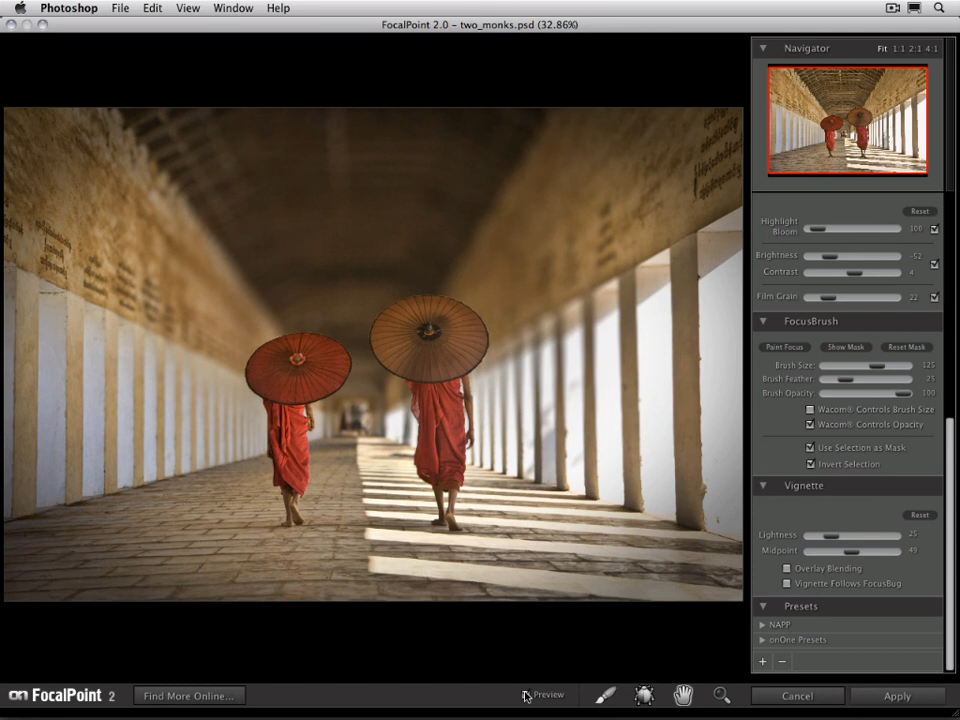 Photoshop File Edit View Window Help
FocalPoint 2.0 - two_monks.psd (32.86%)
Navigator Fit 1:1 2:1 4:1
Reset
Highlight Bloom 100
Brightness -52
Contrast 4
Film Grain 22
FocusBrush
Paint Focus Show Mask Reset Mask
Brush Size: 125
Brush Feather: 25
Brush Opacity: 100
Wacom® Controls Brush Size
Wacom® Controls Opacity
Use Selection as Mask
Invert Selection
Vignette
Reset
Lightness 25
Midpoint 49
Overlay Blending
Vignette Follows FocusBug
Presets
NAPP
onOne Presets
+ −
on FocalPoint 2 Find More Online... Preview Cancel Apply